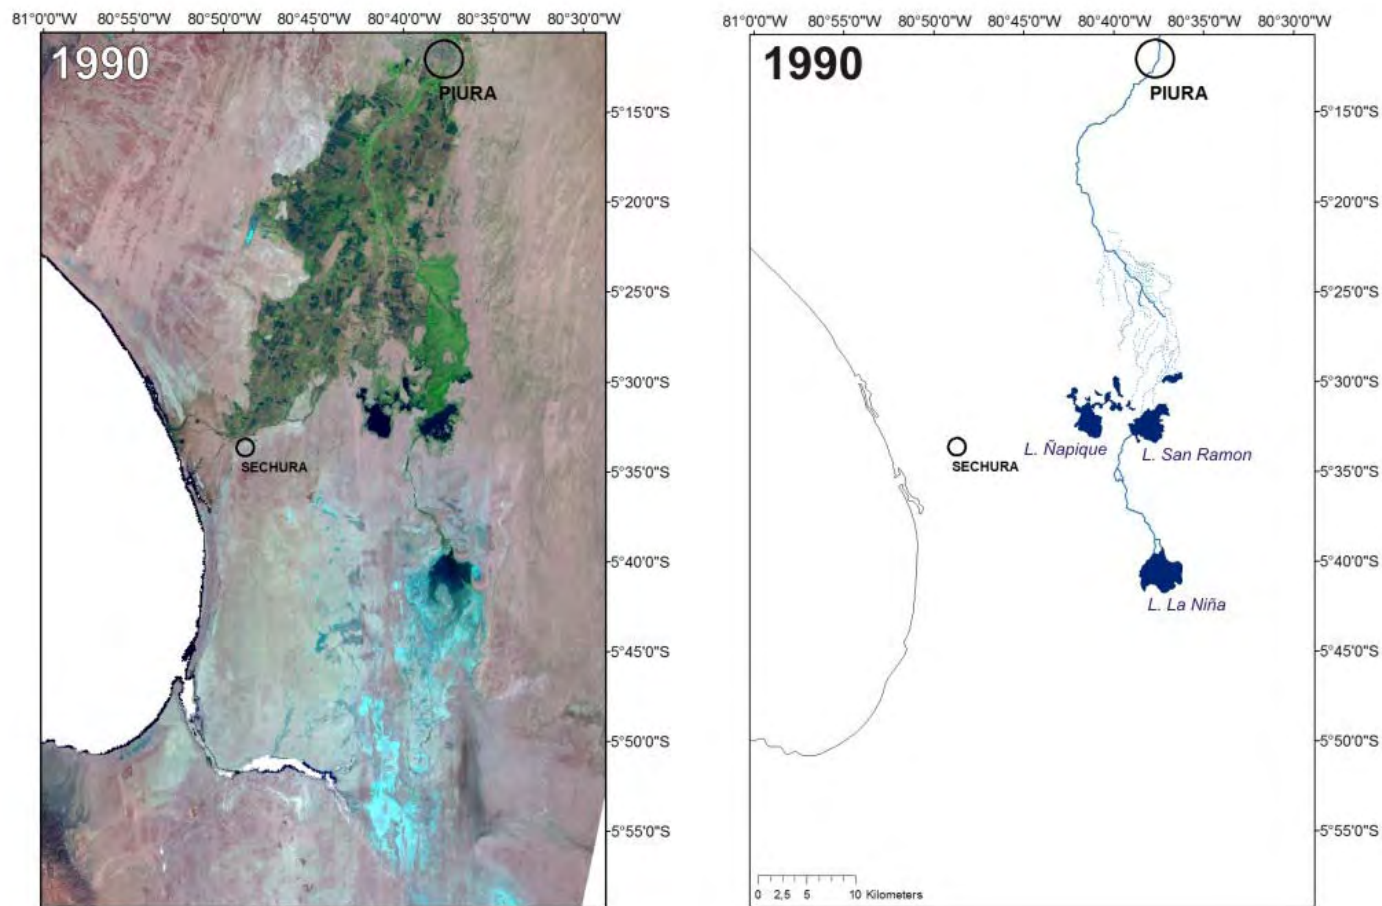 81°0'0"W 80°55'0"W 80°50'0"W 80°45'0"W 80°40'0"W 80°35'0"W 80°30'0"W
1990
PIURA
5°15'0"S
5°20'0"S
5°25'0"S
5°30'0"S
SECHURA
5°35'0"S
5°40'0"S
5°45'0"S
5°50'0"S
5°55'0"S
81°0'0"W 80°55'0"W 80°50'0"W 80°45'0"W 80°40'0"W 80°35'0"W 80°30'0"W
1990
PIURA
5°15'0"S
5°20'0"S
5°25'0"S
5°30'0"S
L. Ñapique
L. San Ramon
SECHURA
5°35'0"S
5°40'0"S
L. La Niña
5°45'0"S
5°50'0"S
5°55'0"S
0 2,5 5 10 Kilometers